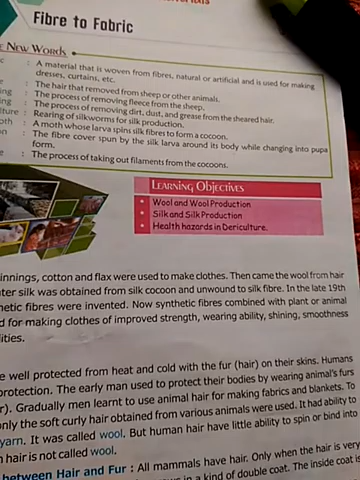 Fibre to Fabric
NEW WORDS
: A material that is woven from fibres, natural or artificial and is used for making
dresses, curtains, etc.
: The hair that removed from sheep or other animals.
ing : The process of removing fleece from the sheep.
ing : The process of removing dirt, dust, and grease from the sheared hair.
lture : Rearing of silkworms for silk production.
oth : A moth whose larva spins silk fibres to form a cocoon.
on : The fibre cover spun by the silk larva around its body while changing into pupa
form.
e : The process of taking out filaments from the cocoons.
LEARNING OBJECTIVES
• Wool and Wool Production
• Silk and Silk Production
• Health hazards in Dericulture.
innings, cotton and flax were used to make clothes. Then came the wool from hair
ter silk was obtained from silk cocoon and unwound to silk fibre. In the late 19th
hetic fibres were invented. Now synthetic fibres combined with plant or animal
d for making clothes of improved strength, wearing ability, shining, smoothness
lities.
e well protected from heat and cold with the fur (hair) on their skins. Humans
protection. The early man used to protect their bodies by wearing animal's furs
r). Gradually men learnt to use animal hair for making fabrics and blankets. To
only the soft curly hair obtained from various animals were used. It had ability to
yarn. It was called wool. But human hair have little ability to spin or bind into
n hair is not called wool.
between Hair and Fur : All mammals have hair. Only when the hair is very
in a kind of double coat. The inside coat is